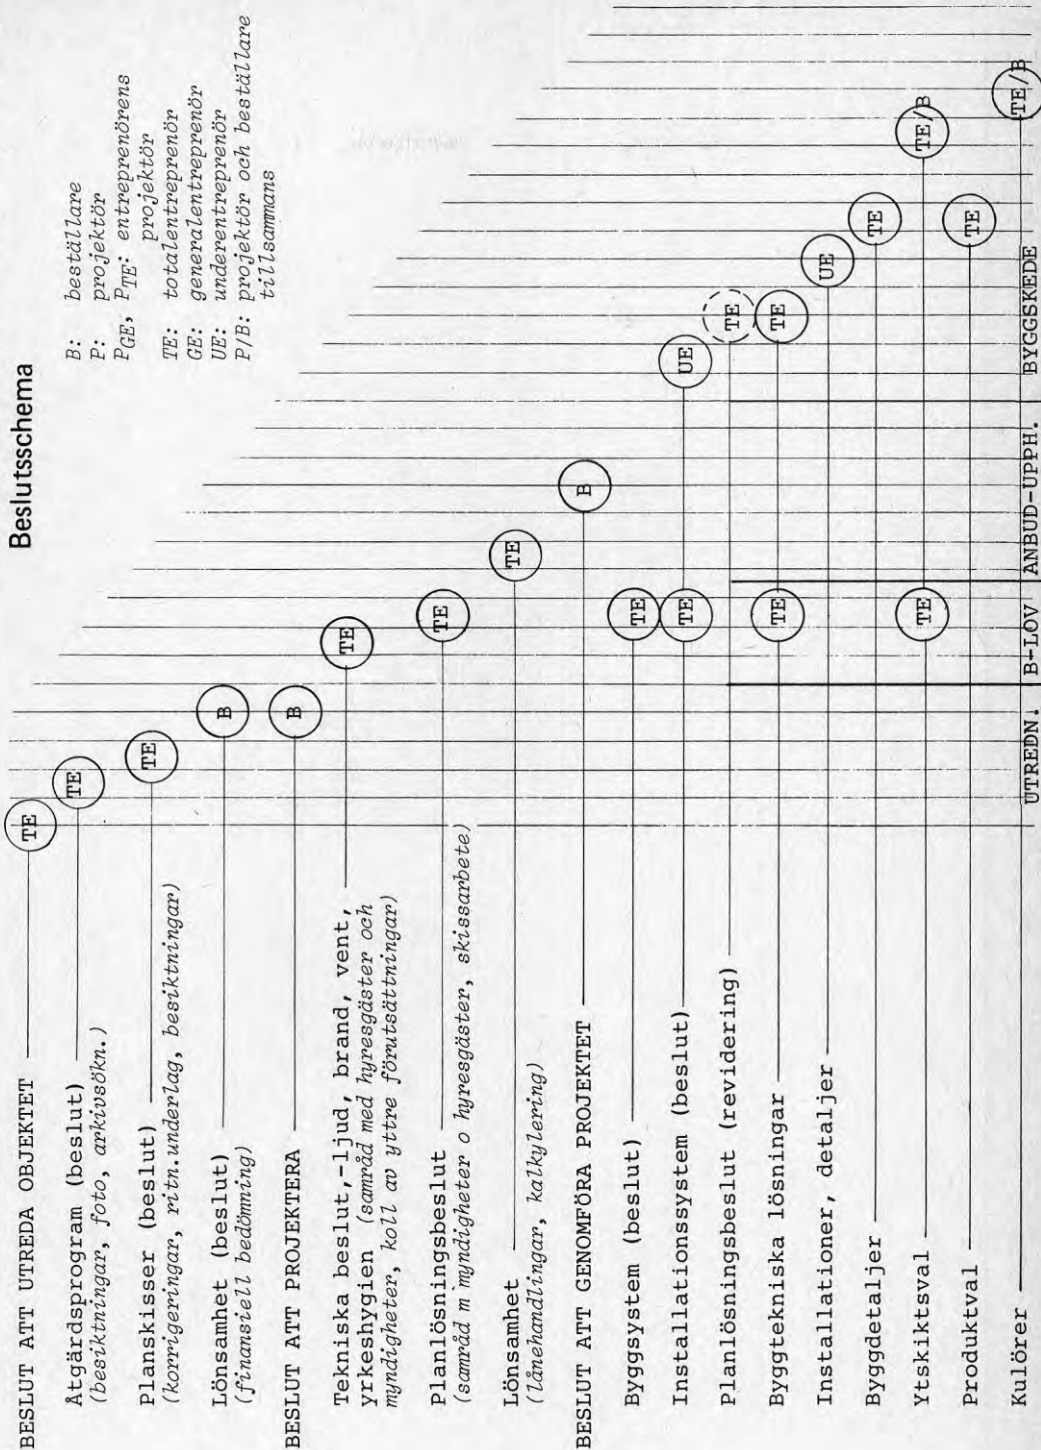 Beslutsschema
B: beställare
P: projektör
PGE, PTE: entreprenörens
projektör
TE: totalentreprenör
GE: generalentreprenör
UE: underentreprenör
P/B: projektör och beställare
tillsammans
BESLUT ATT UTREDA OBJEKTET TE
Åtgärdsprogram (beslut) TE
(besiktningar, foto, arkivsökn.)
Planskisser (beslut) TE
(korrigeringar, ritn.underlag, besiktningar)
Lönsamhet (beslut) B
(finansiell bedömning)
BESLUT ATT PROJEKTERA B
Tekniska beslut,-ljud, brand, vent, TE
yrkeshygien (samråd med hyresgäster och
myndigheter, koll av yttre förutsättningar)
Planlösningsbeslut TE
(samråd m myndigheter o hyresgäster, skissarbete)
Lönsamhet TE
(lånehandlingar, kalkylering)
BESLUT ATT GENOMFÖRA PROJEKTET B
Byggsystem (beslut) TE
Installationssystem (beslut) TE UE
Planlösningsbeslut (revidering) TE
Byggtekniska lösningar TE TE
Installationer, detaljer UE
Byggdetaljer TE
Ytskiktsval TE TE/B
Produktval TE
Kulörer TE/B
UTREDN. B-LOV ANBUD-UPPH. BYGGSKEDE